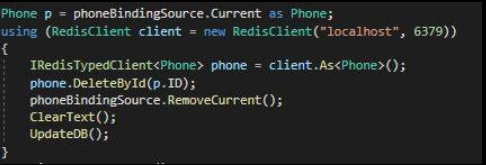 Phone p = phoneBindingSource.Current as Phone;
using (RedisClient client = new RedisClient("localhost", 6379))
{
IRedisTypedClient<Phone> phone = client.As<Phone>();
phone.DeleteById(p.ID);
phoneBindingSource.RemoveCurrent();
ClearText();
UpdateDB();
}